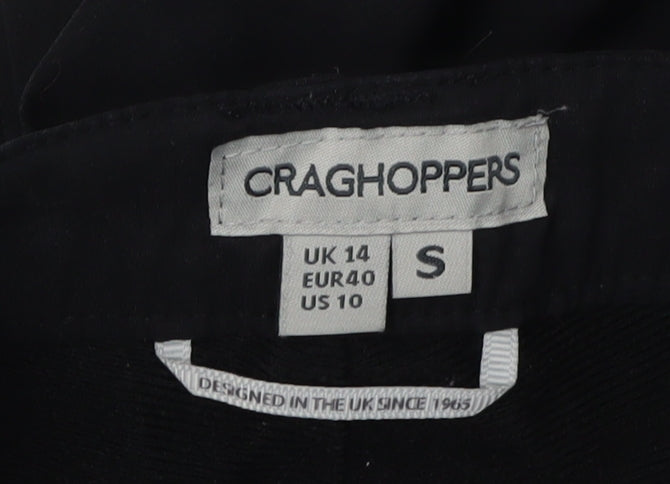 CRAGHOPPERS
UK 14
EUR40
US 10
S
DESIGNED IN THE UK SINCE 1965